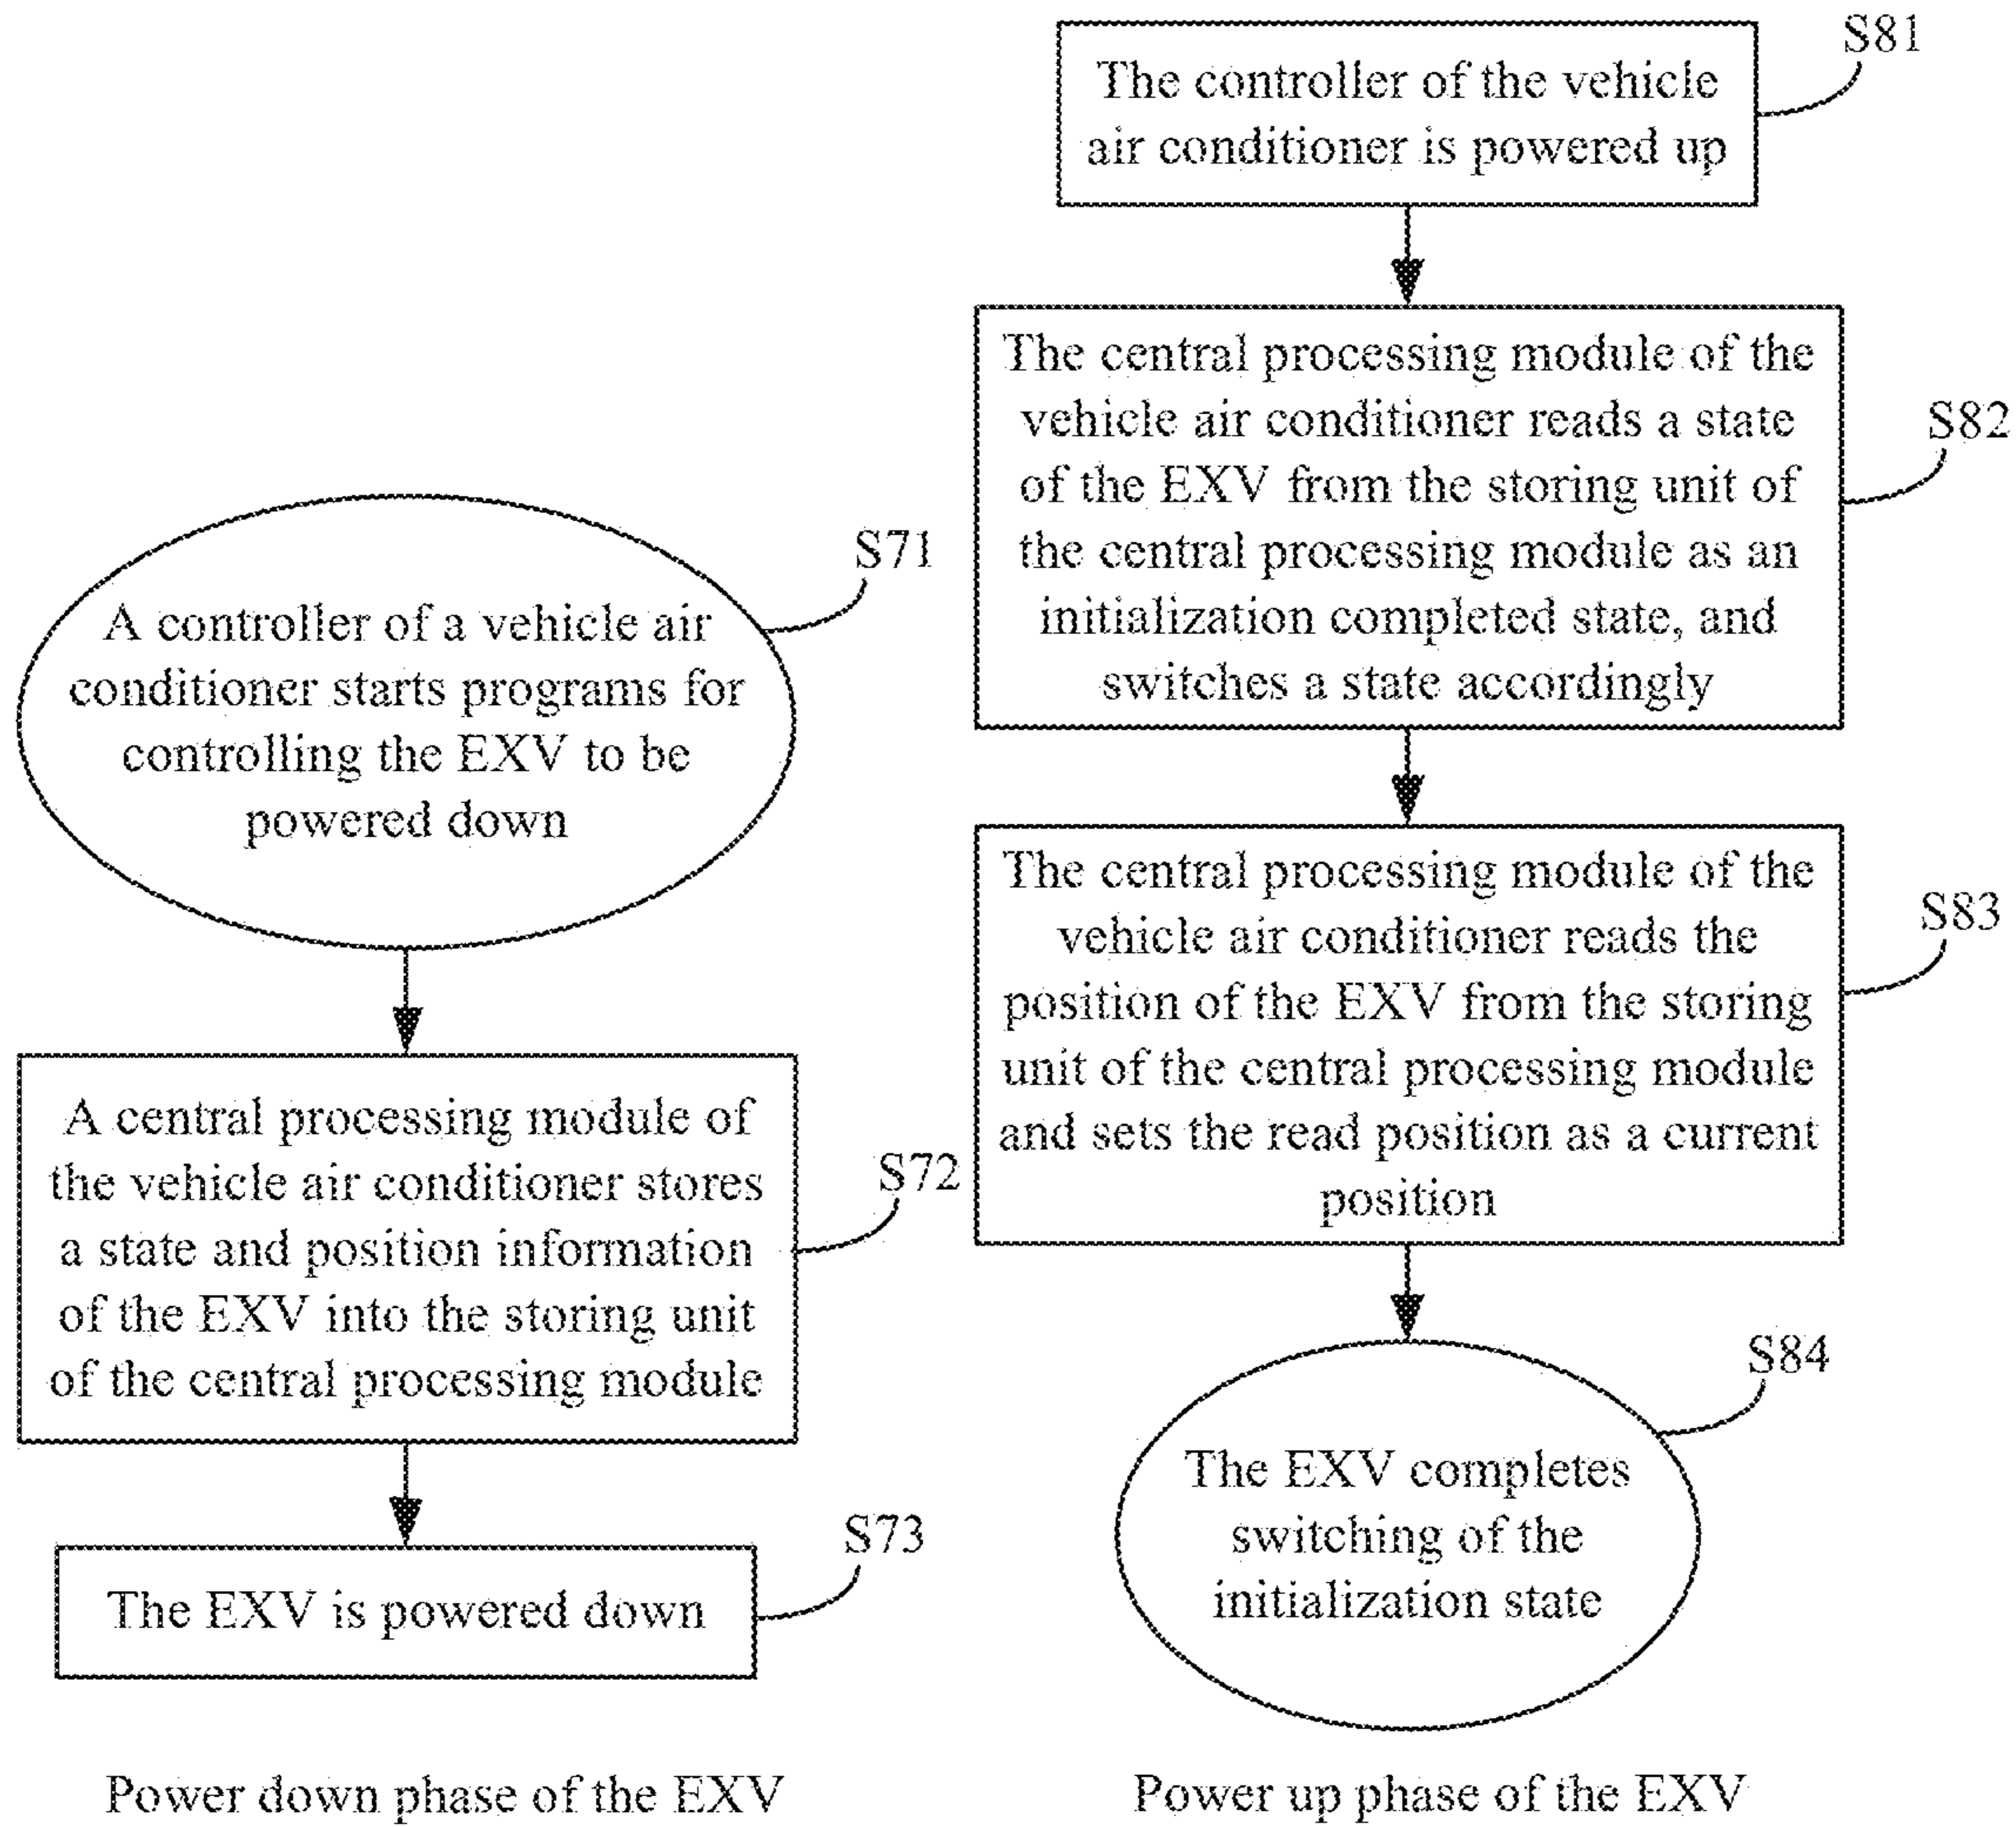 S71
A controller of a vehicle air
conditioner starts programs for
controlling the EXV to be
powered down
S72
A central processing module of
the vehicle air conditioner stores
a state and position information
of the EXV into the storing unit
of the central processing module
S73
The EXV is powered down
Power down phase of the EXV
S81
The controller of the vehicle
air conditioner is powered up
S82
The central processing module of the
vehicle air conditioner reads a state
of the EXV from the storing unit of
the central processing module as an
initialization completed state, and
switches a state accordingly
S83
The central processing module of the
vehicle air conditioner reads the
position of the EXV from the storing
unit of the central processing module
and sets the read position as a current
position
S84
The EXV completes
switching of the
initialization state
Power up phase of the EXV